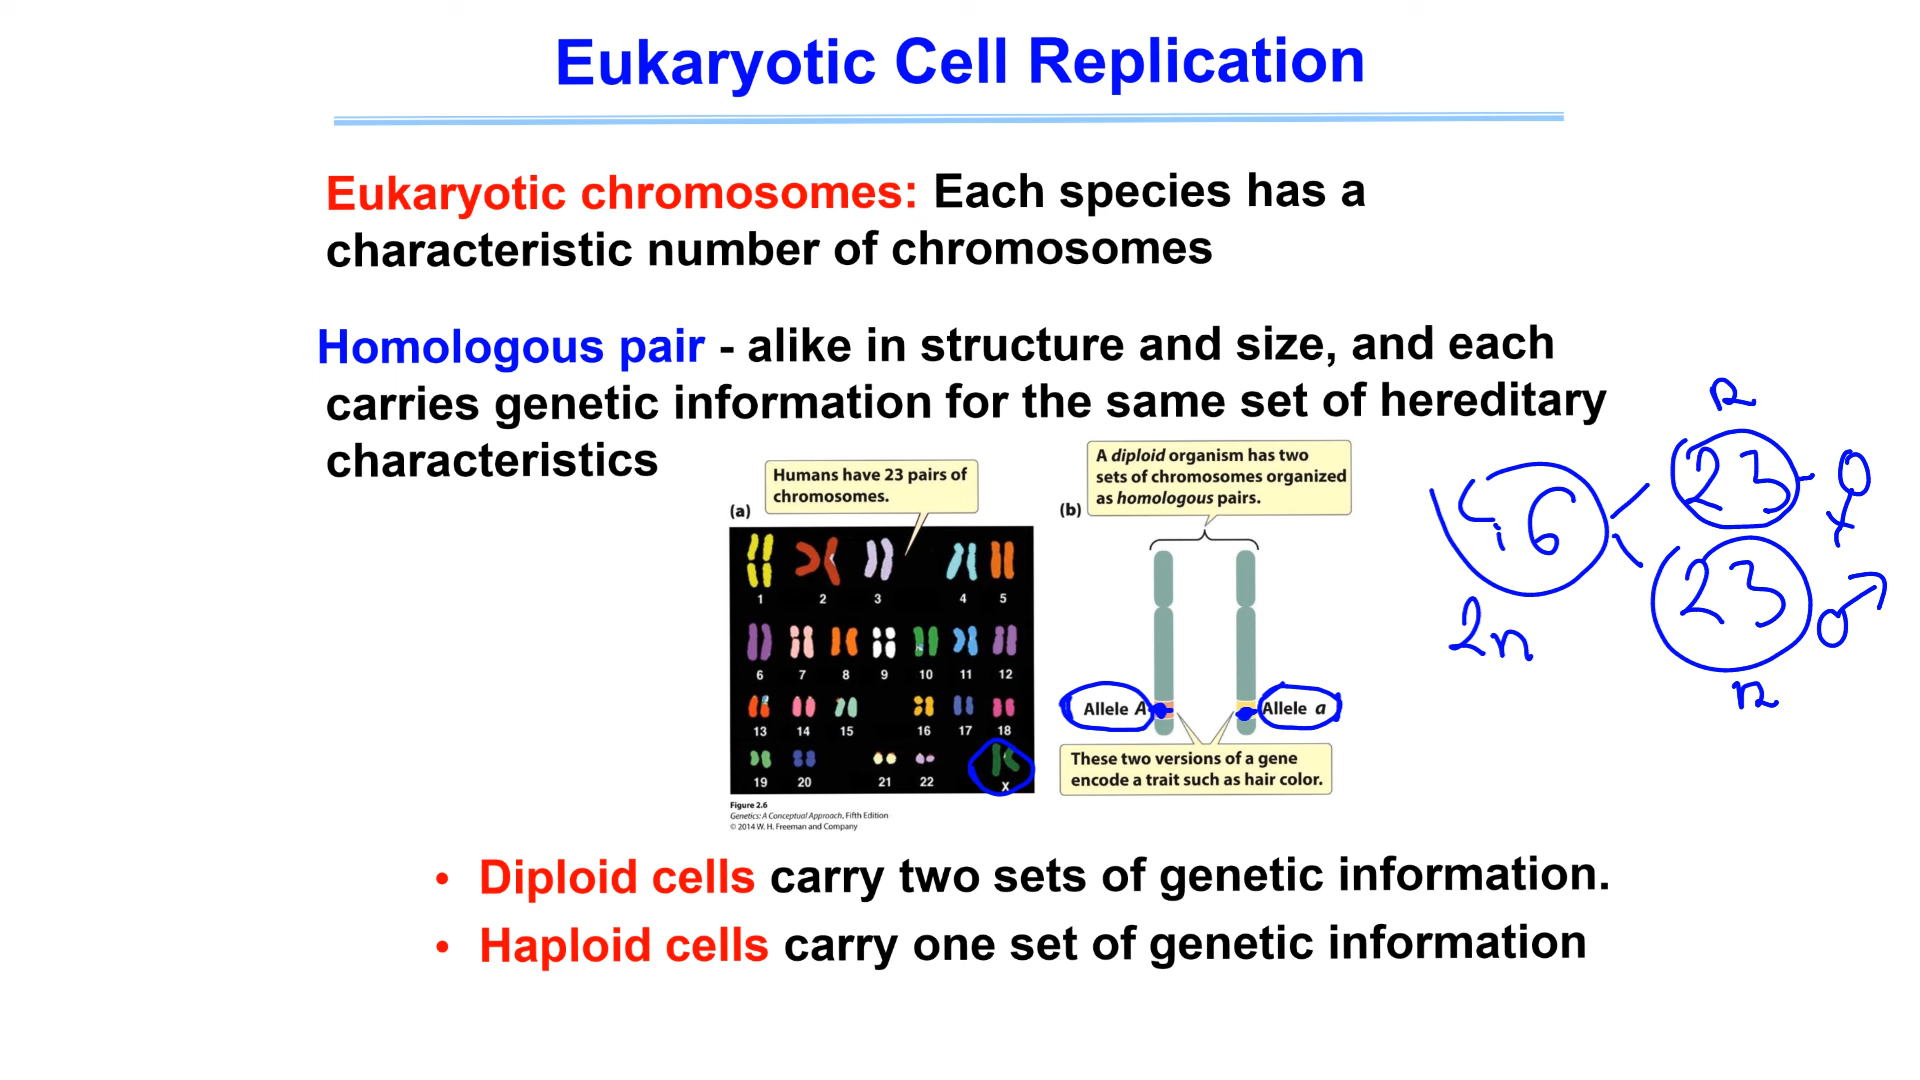 Eukaryotic Cell Replication
Eukaryotic chromosomes: Each species has a
characteristic number of chromosomes
Homologous pair - alike in structure and size, and each
carries genetic information for the same set of hereditary
characteristics
(a)
Humans have 23 pairs of
chromosomes.
1 2 3 4 5
6 7 8 9 10 11 12
13 14 15 16 17 18
19 20 21 22 X
Figure 2.6
Genetics: A Conceptual Approach, Fifth Edition
© 2014 W. H. Freeman and Company
(b)
A diploid organism has two
sets of chromosomes organized
as homologous pairs.
Allele A Allele a
These two versions of a gene
encode a trait such as hair color.
n
46 23 ♀
23 ♂
2n
n
• Diploid cells carry two sets of genetic information.
• Haploid cells carry one set of genetic information